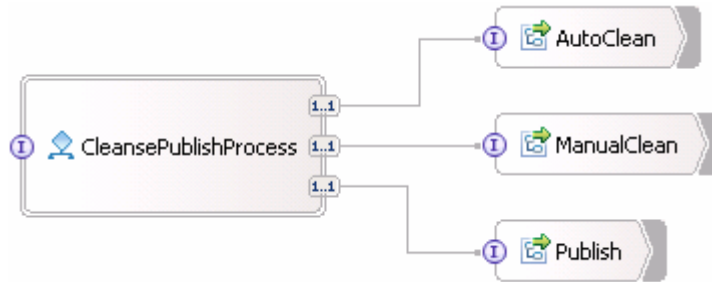 I AutoClean
1..1
I CleansePublishProcess 1..1 I ManualClean
1..1
I Publish